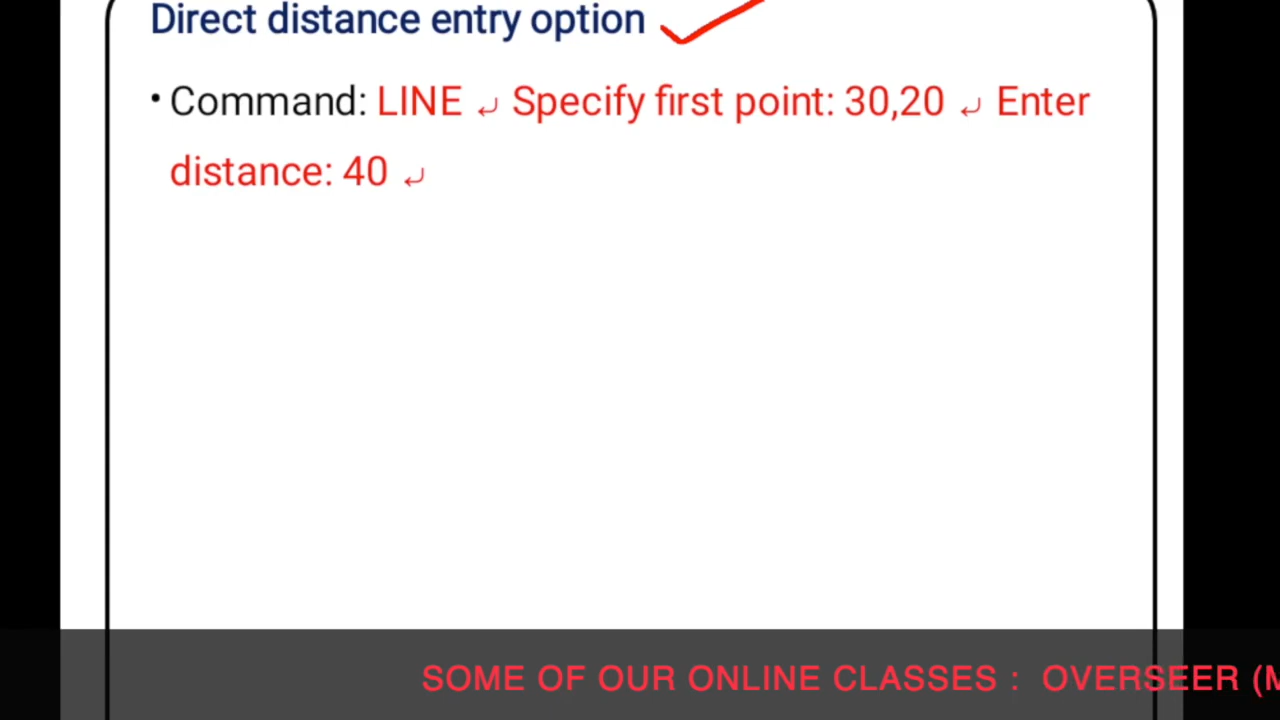 Direct distance entry option
• Command: LINE ↵ Specify first point: 30,20 ↵ Enter
distance: 40 ↵
SOME OF OUR ONLINE CLASSES : OVERSEER (M